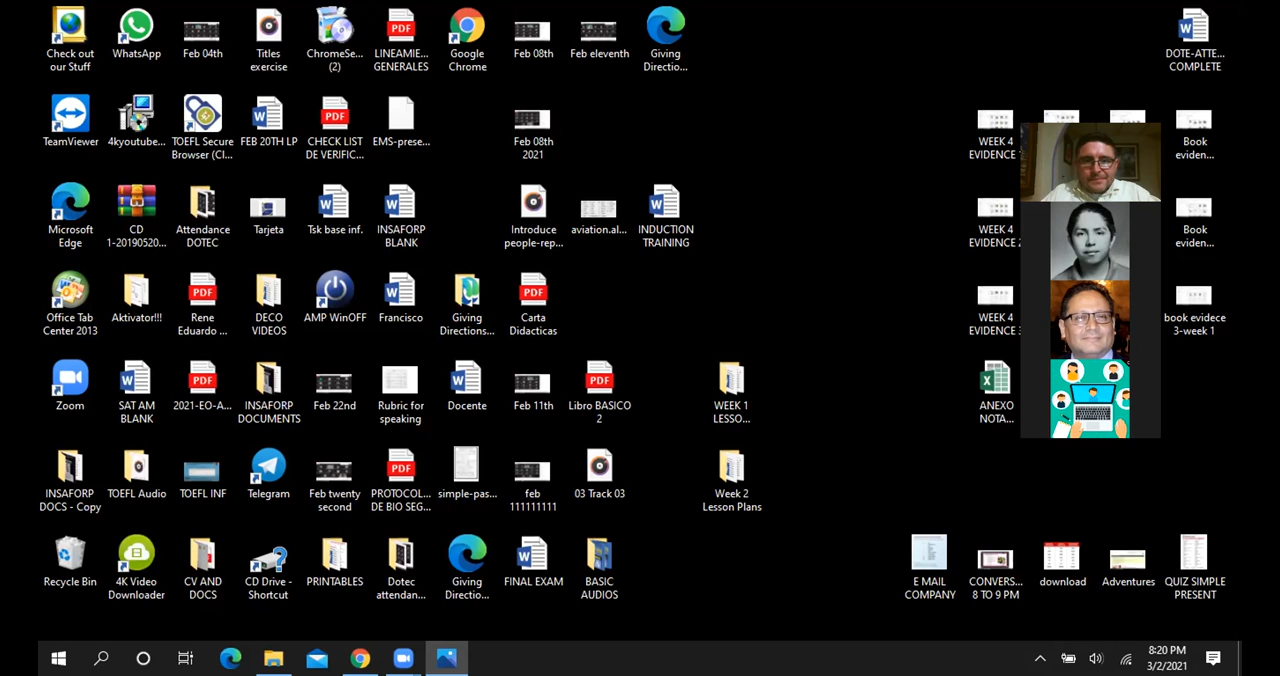 Check out
our Stuff
WhatsApp
Feb 04th
Titles
exercise
ChromeSe...
(2)
LINEAMIE...
GENERALES
Google
Chrome
Feb 08th
Feb eleventh
Giving
Directio...
DOTE-ATTE...
COMPLETE
TeamViewer
4kyoutube...
TOEFL Secure
Browser (Cl...
FEB 20TH LP
CHECK LIST
DE VERIFIC...
EMS-prese...
Feb 08th
2021
WEEK 4
EVIDENCE
Book
eviden...
Microsoft
Edge
CD
1-20190520...
Attendance
DOTEC
Tarjeta
Tsk base inf.
INSAFORP
BLANK
Introduce
people-rep...
aviation.al...
INDUCTION
TRAINING
WEEK 4
EVIDENCE 2
Book
eviden...
Office Tab
Center 2013
Aktivator!!!
Rene
Eduardo ...
DECO
VIDEOS
AMP WinOFF
Francisco
Giving
Directions...
Carta
Didacticas
WEEK 4
EVIDENCE 3
book evidece
3-week 1
Zoom
SAT AM
BLANK
2021-EO-A...
INSAFORP
DOCUMENTS
Feb 22nd
Rubric for
speaking
Docente
Feb 11th
Libro BASICO
2
WEEK 1
LESSO...
ANEXO
NOTA...
INSAFORP
DOCS - Copy
TOEFL Audio
TOEFL INF
Telegram
Feb twenty
second
PROTOCOL...
DE BIO SEG...
simple-pas...
feb
111111111
03 Track 03
Week 2
Lesson Plans
Recycle Bin
4K Video
Downloader
CV AND
DOCS
CD Drive -
Shortcut
PRINTABLES
Dotec
attendan...
Giving
Directio...
FINAL EXAM
BASIC
AUDIOS
E MAIL
COMPANY
CONVERS...
8 TO 9 PM
download
Adventures
QUIZ SIMPLE
PRESENT
8:20 PM
3/2/2021